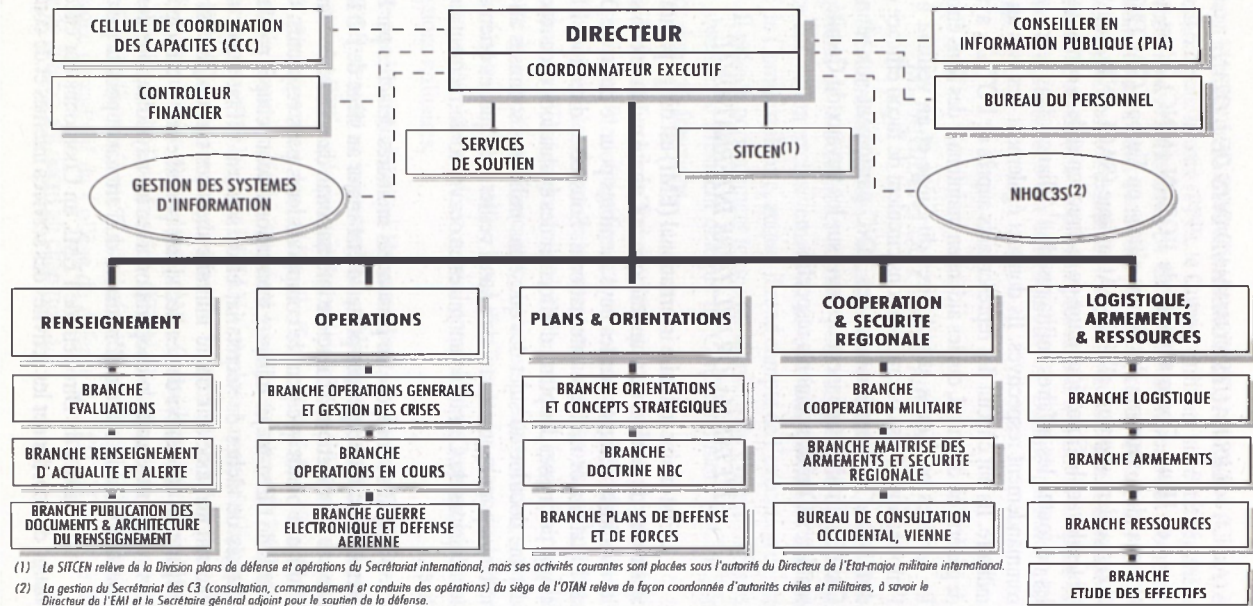 CELLULE DE COORDINATION
DES CAPACITES (CCC)
DIRECTEUR
COORDONNATEUR EXECUTIF
CONSEILLER EN
INFORMATION PUBLIQUE (PIA)
CONTROLEUR
FINANCIER
BUREAU DU PERSONNEL
SERVICES
DE SOUTIEN
SITCEN(1)
GESTION DES SYSTEMES
D'INFORMATION
NHQC3S(2)
RENSEIGNEMENT
BRANCHE
EVALUATIONS
BRANCHE RENSEIGNEMENT
D'ACTUALITE ET ALERTE
BRANCHE PUBLICATION DES
DOCUMENTS & ARCHITECTURE
DU RENSEIGNEMENT
OPERATIONS
BRANCHE OPERATIONS GENERALES
ET GESTION DES CRISES
BRANCHE
OPERATIONS EN COURS
BRANCHE GUERRE
ELECTRONIQUE ET DEFENSE
AERIENNE
PLANS & ORIENTATIONS
BRANCHE ORIENTATIONS
ET CONCEPTS STRATÉGIQUES
BRANCHE
DOCTRINE NBC
BRANCHE PLANS DE DEFENSE
ET DE FORCES
COOPERATION
& SECURITE
REGIONALE
BRANCHE
COOPERATION MILITAIRE
BRANCHE MAITRISE DES
ARMEMENTS ET SECURITE
REGIONALE
BUREAU DE CONSULTATION
OCCIDENTAL, VIENNE
LOGISTIQUE,
ARMEMENTS
& RESSOURCES
BRANCHE LOGISTIQUE
BRANCHE ARMEMENTS
BRANCHE RESSOURCES
BRANCHE
ETUDE DES EFFECTIFS
(1) Le SITCEN relève de la Division plans de défense et opérations du Secrétariat international, mais ses activités courantes sont placées sous l'autorité du Directeur de l'Etat-major militaire international.
(2) La gestion du Secrétariat des C3 (consultation, commandement et conduite des opérations) du siège de l'OTAN relève de façon coordonnée d'autorités civiles et militaires, à savoir le
Directeur de l'EMI et le Secrétaire général adjoint pour le soutien de la défense.